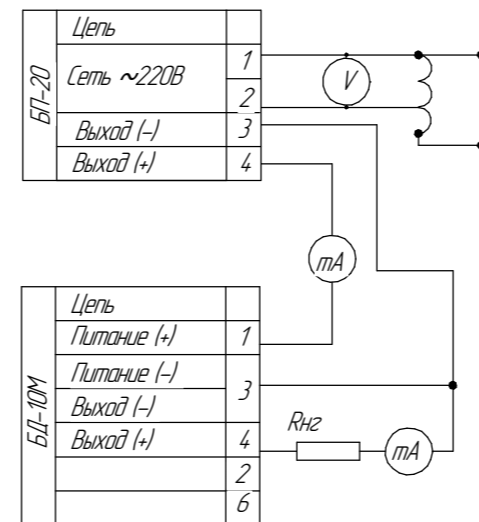 БП-20
Цепь
Сеть ~220В
1
2
Выход (-)
3
Выход (+)
4
V
mA
БД-10М
Цепь
Питание (+)
1
Питание (-)
3
Выход (-)
Выход (+)
4
2
6
Rнг
mA